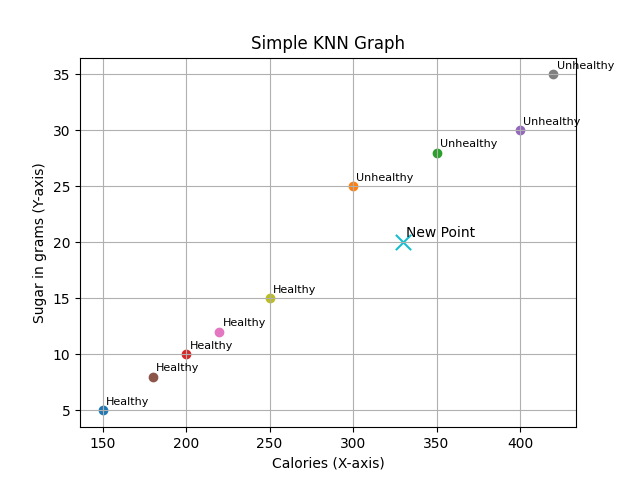 Simple KNN Graph
Sugar in grams (Y-axis)
35
30
25
20
15
10
5
Unhealthy
Unhealthy
Unhealthy
Unhealthy
New Point
Healthy
Healthy
Healthy
Healthy
Healthy
150 200 250 300 350 400
Calories (X-axis)